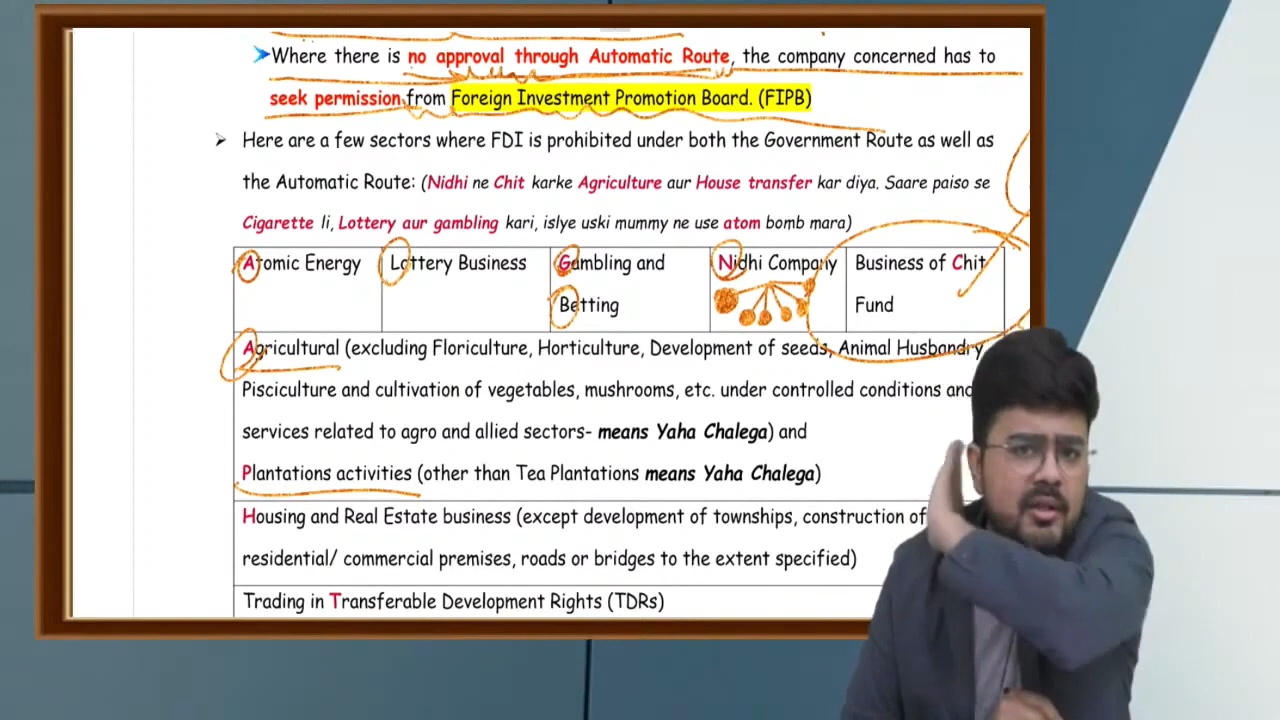 ➤Where there is no approval through Automatic Route, the company concerned has to
seek permission from Foreign Investment Promotion Board. (FIPB)
➢ Here are a few sectors where FDI is prohibited under both the Government Route as well as
the Automatic Route: (Nidhi ne Chit karke Agriculture aur House transfer kar diya. Saare paiso se
Cigarette li, Lottery aur gambling kari, islye uski mummy ne use atom bomb mara)
Atomic Energy
Lottery Business
Gambling and
Betting
Nidhi Company
Business of Chit
Fund
Agricultural (excluding Floriculture, Horticulture, Development of seeds, Animal Husbandry
Pisciculture and cultivation of vegetables, mushrooms, etc. under controlled conditions and
services related to agro and allied sectors- means Yaha Chalega) and
Plantations activities (other than Tea Plantations means Yaha Chalega)
Housing and Real Estate business (except development of townships, construction of
residential/ commercial premises, roads or bridges to the extent specified)
Trading in Transferable Development Rights (TDRs)